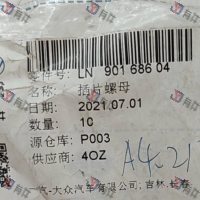 零件号: LN 901 686 04
名称: 插片螺母
日期: 2021.07.01
数量: 10
源仓库: P003
供应商: 4OZ
A4.21
汽-大众汽车有限公司 吉林.长春